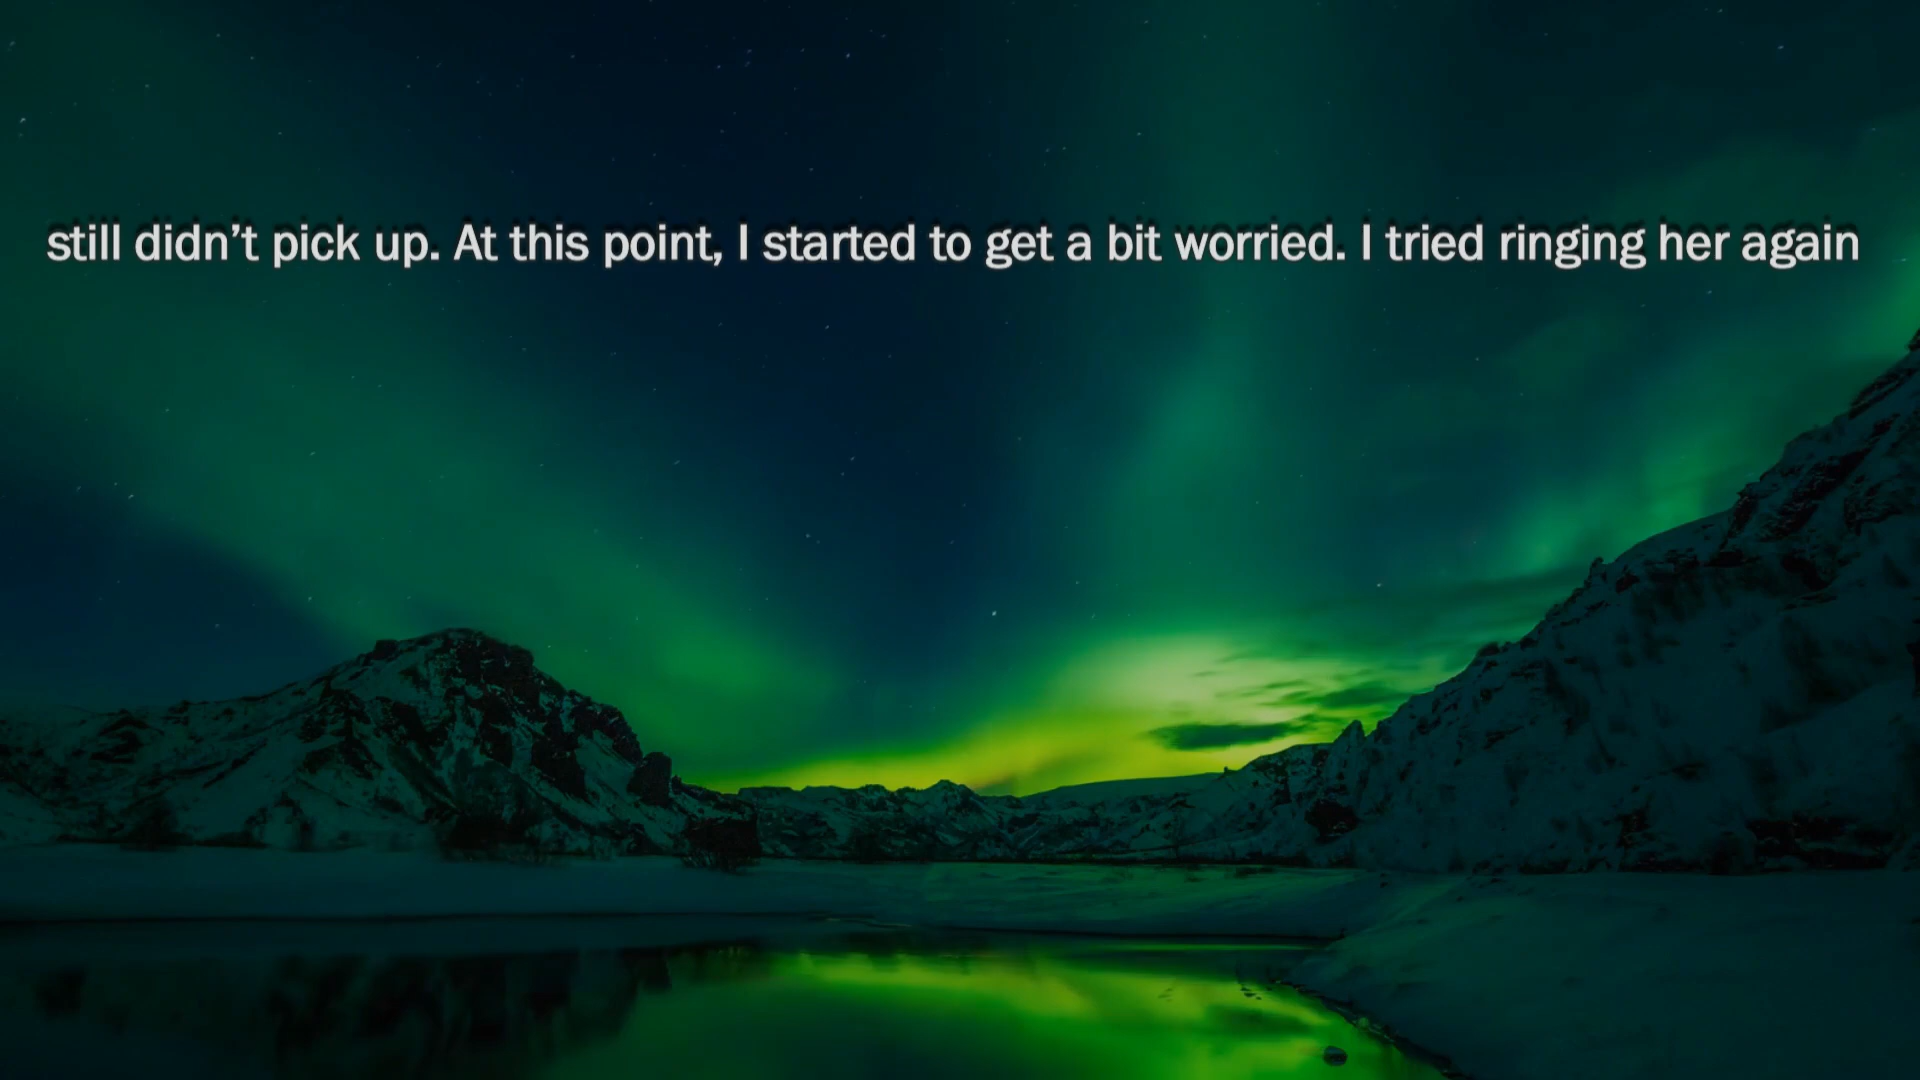 still didn’t pick up. At this point, I started to get a bit worried. I tried ringing her again